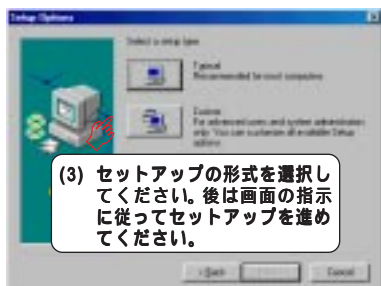 Setup Options
Select a setup type
Typical
Recommended for most computers
Custom
For advanced users and system administrators
only. You can customize all available Setup
options
(3) セットアップの形式を選択し
てください。後は画面の指示
に従ってセットアップを進め
てください。
< Back
Cancel